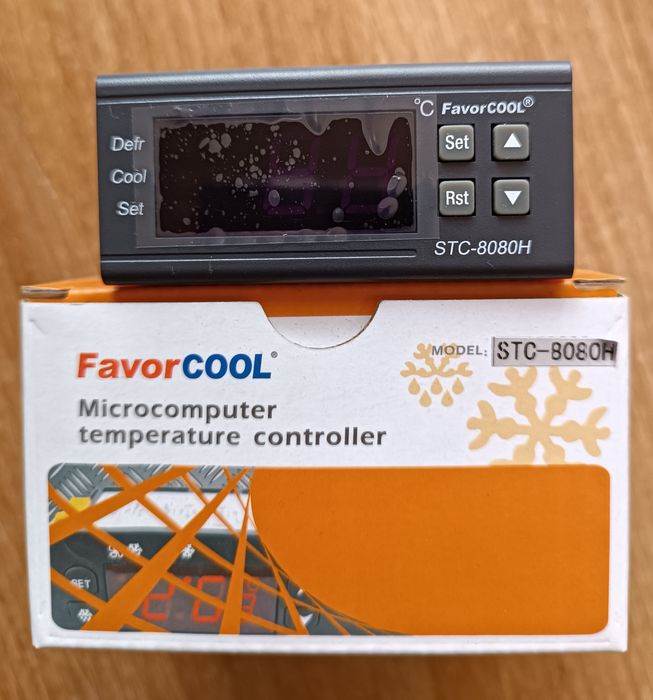 °C FavorCOOL®
Defr
Set ▲
Cool
Rst ▼
Set
STC-8080H
FavorCOOL®
MODEL: STC-8080H
Microcomputer
temperature controller
SET